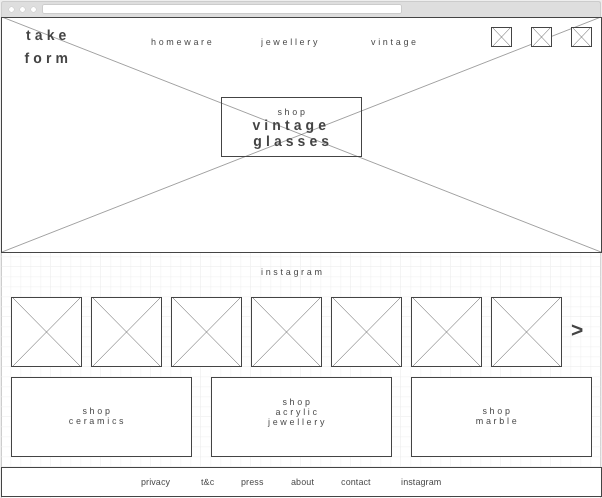 take
form
homeware
jewellery
vintage
shop
vintage
glasses
instagram
>
shop
ceramics
shop
acrylic
jewellery
shop
marble
privacy
t&c
press
about
contact
instagram